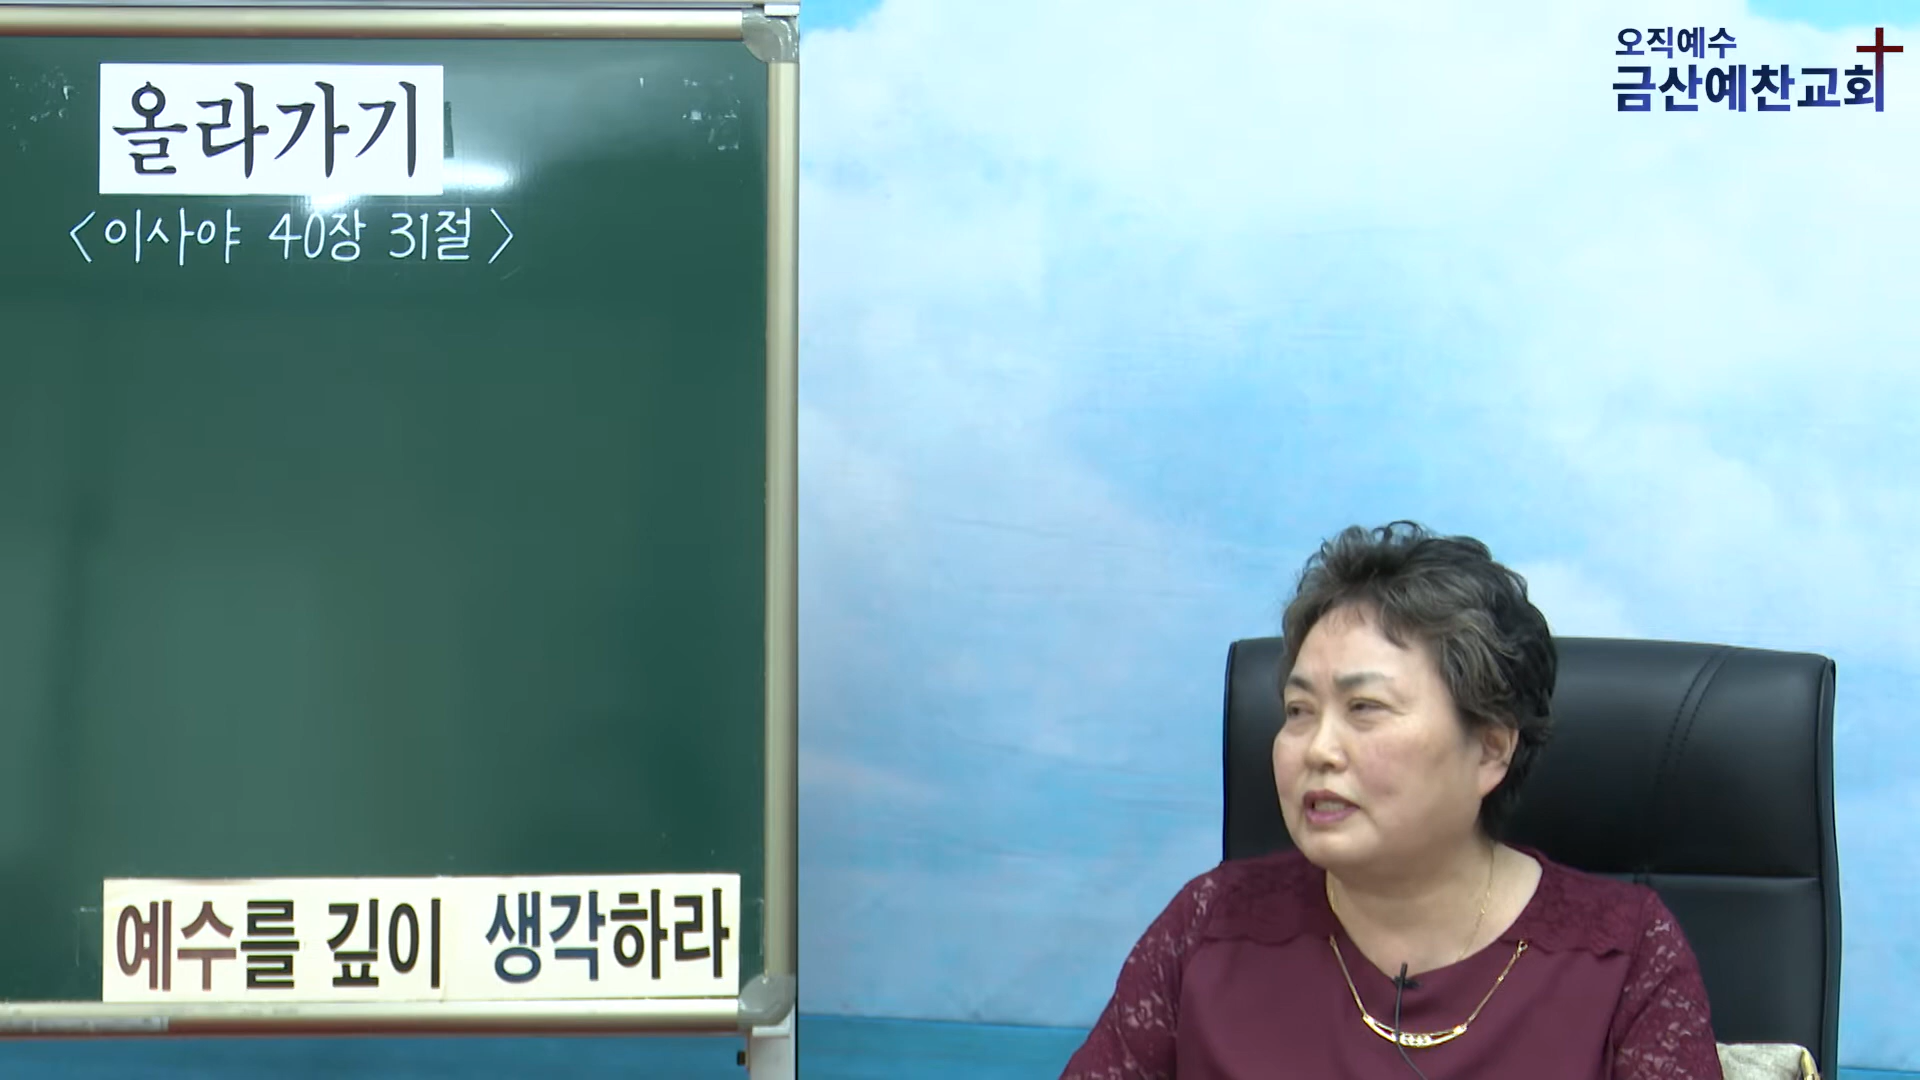 올라가기
<이사야 40장 31절>
예수를 깊이 생각하라
오직예수
금산예찬교회